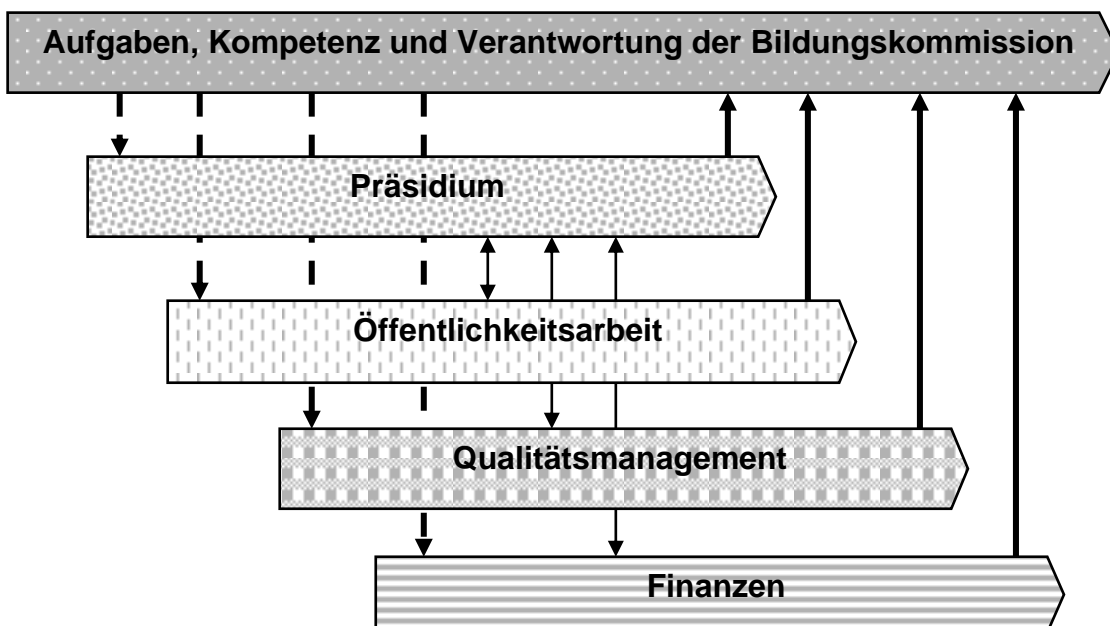 Aufgaben, Kompetenz und Verantwortung der Bildungskommission
Präsidium
Öffentlichkeitsarbeit
Qualitätsmanagement
Finanzen